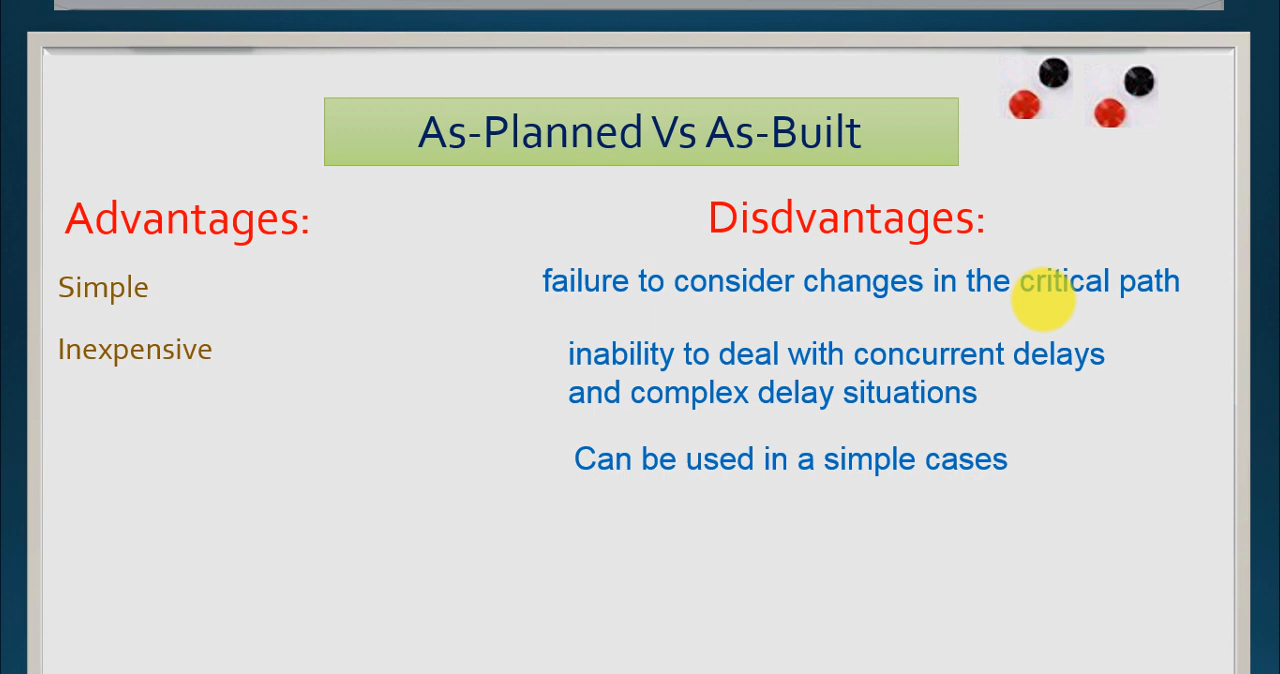 As-Planned Vs As-Built
Advantages:
Simple
Inexpensive
Disdvantages:
failure to consider changes in the critical path
inability to deal with concurrent delays
and complex delay situations
Can be used in a simple cases